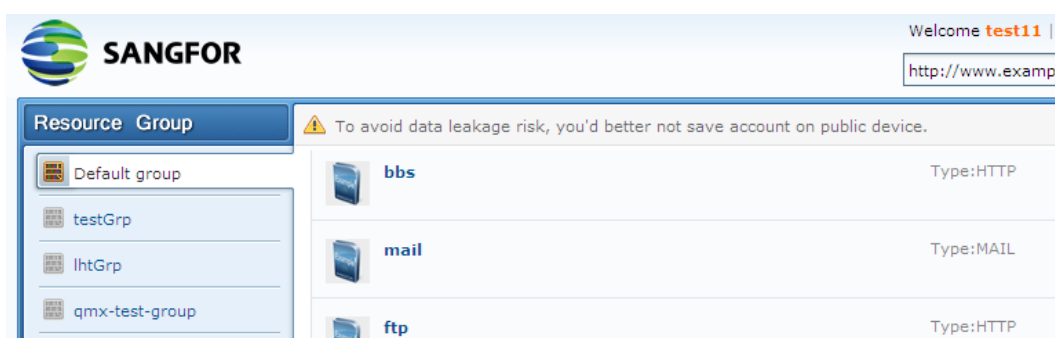 SANGFOR
Welcome test11 |
http://www.examp
Resource Group
To avoid data leakage risk, you'd better not save account on public device.
Default group
testGrp
lhtGrp
qmx-test-group
bbs Type:HTTP
mail Type:MAIL
ftp Type:HTTP